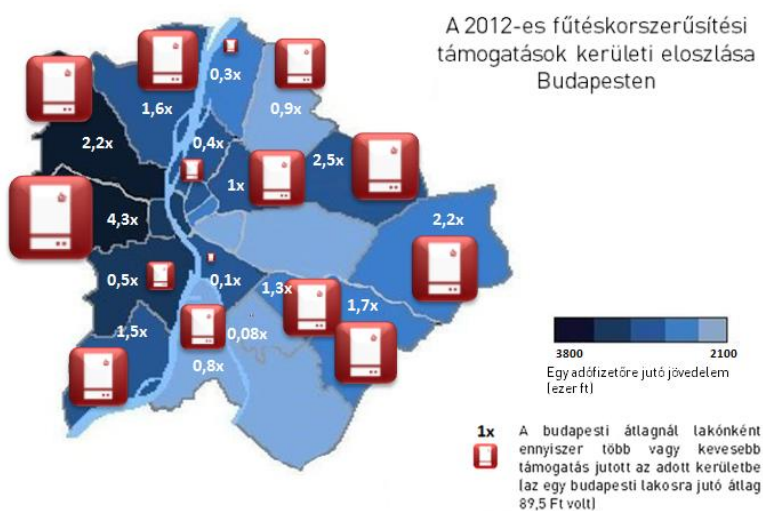 A 2012-es fűtéskorszerűsítési
támogatások kerületi eloszlása
Budapesten
0,3x
1,6x
0,9x
2,2x
0,4x
2,5x
1x
4,3x
2,2x
0,5x
0,1x
1,3x
1,7x
1,5x
0,08x
0,8x
3800 2100
Egy adófizetőre jutó jövedelem
(ezer ft)
1x A budapesti átlagnál lakónként
ennyiszer több vagy kevesebb
támogatás jutott az adott kerületbe
(az egy budapesti lakosra jutó átlag
89,5 Ft volt)